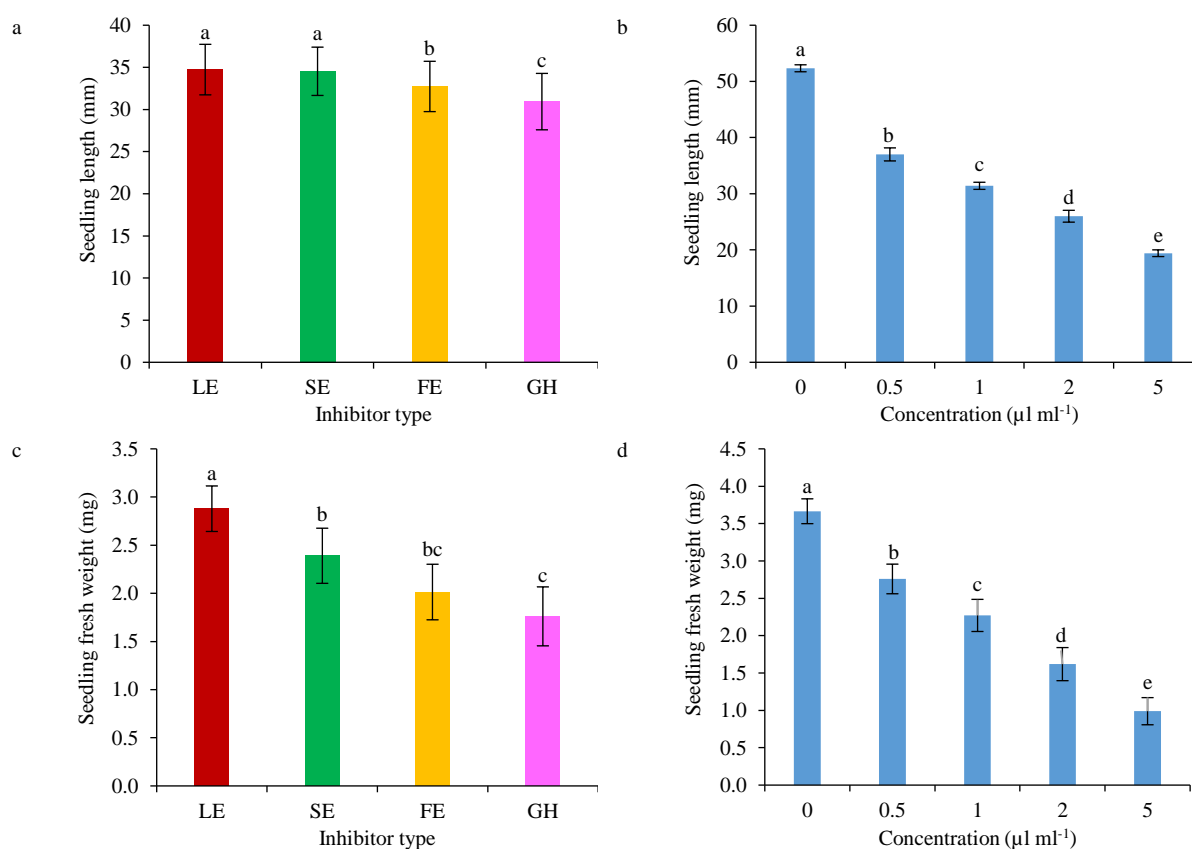 a
40
35
30
25
20
15
10
5
0
Seedling length (mm)
a
a
b
c
LE SE FE GH
Inhibitor type
b
60
50
40
30
20
10
0
Seedling length (mm)
a
b
c
d
e
0 0.5 1 2 5
Concentration (µl ml-1)
c
3.5
3.0
2.5
2.0
1.5
1.0
0.5
0.0
Seedling fresh weight (mg)
a
b
bc
c
LE SE FE GH
Inhibitor type
d
4.5
4.0
3.5
3.0
2.5
2.0
1.5
1.0
0.5
0.0
Seedling fresh weight (mg)
a
b
c
d
e
0 0.5 1 2 5
Concentration (µl ml-1)